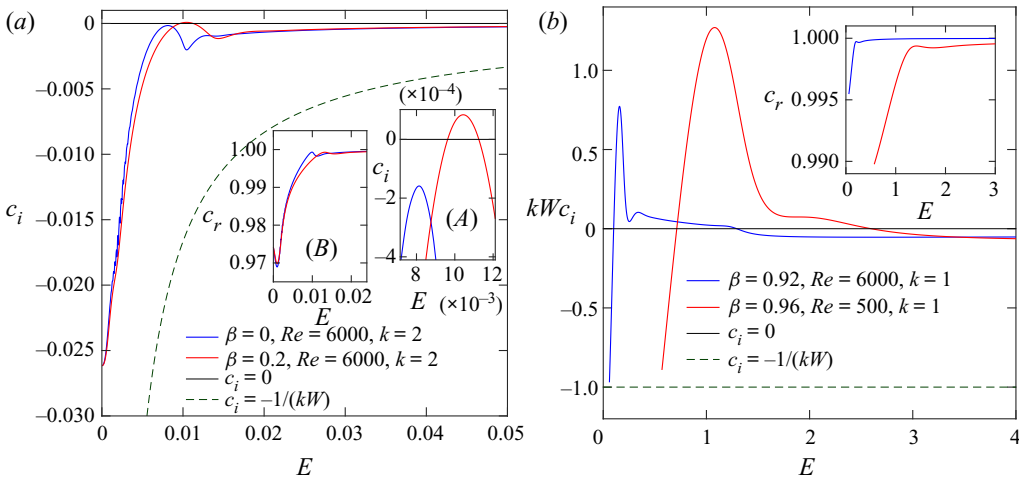 (a)
0
–0.005
–0.010
–0.015
–0.020
–0.025
–0.030
c_i
0
0.01
0.02
0.03
0.04
0.05
E
1.00
0.99
0.98
0.97
c_r
(B)
0
0.01
0.02
E
(×10⁻⁴)
0
–2
–4
c_i
(A)
8
10
12
E
(×10⁻³)
β = 0, Re = 6000, k = 2
β = 0.2, Re = 6000, k = 2
c_i = 0
c_i = –1/(kW)
(b)
1.0
0.5
0
–0.5
–1.0
kWc_i
0
1
2
3
4
E
1.000
0.995
0.990
c_r
0
1
2
3
E
β = 0.92, Re = 6000, k = 1
β = 0.96, Re = 500, k = 1
c_i = 0
c_i = –1/(kW)